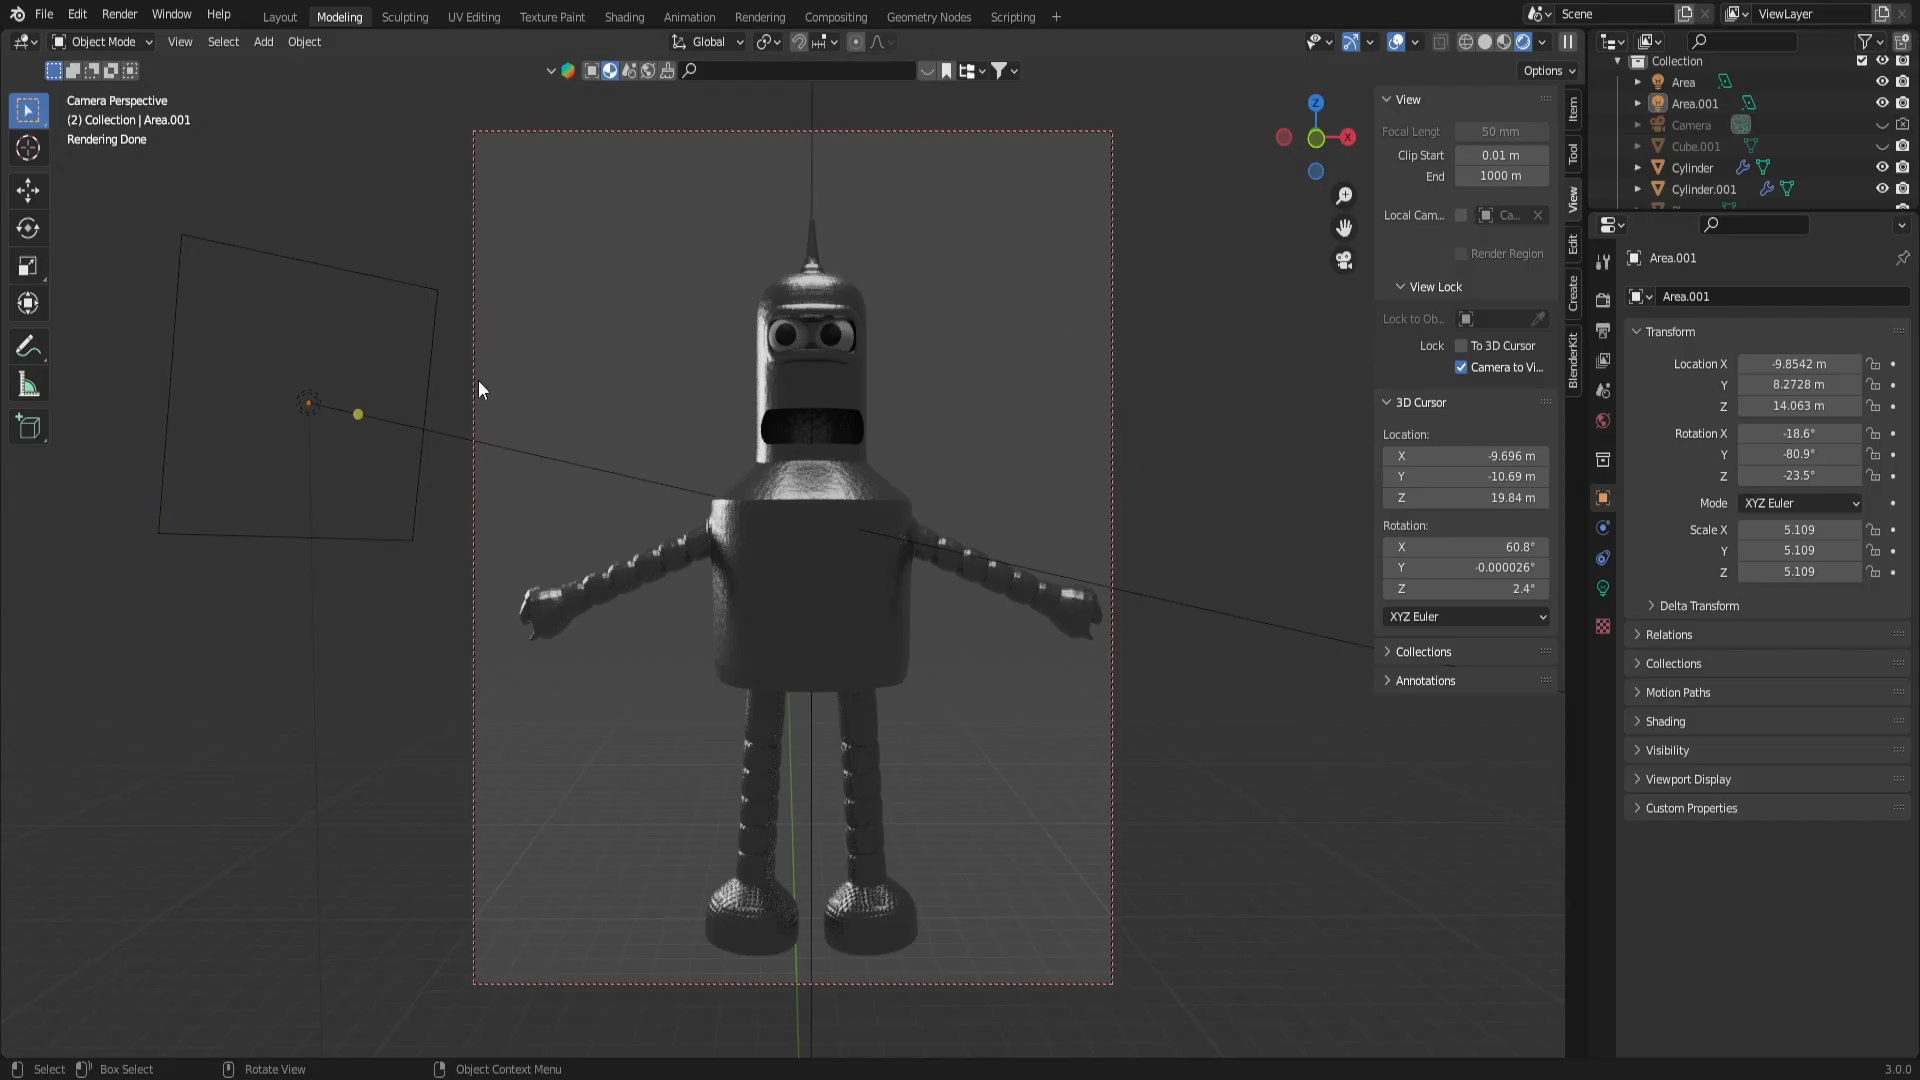 File Edit Render Window Help
Layout Modeling Sculpting UV Editing Texture Paint Shading Animation Rendering Compositing Geometry Nodes Scripting +
Scene
ViewLayer
Object Mode View Select Add Object
Global
Options
Camera Perspective
(2) Collection | Area.001
Rendering Done
Z
X
View
Focal Lengt 50 mm
Clip Start 0.01 m
End 1000 m
Local Cam... Ca...
Render Region
View Lock
Lock to Ob...
Lock To 3D Cursor
Camera to Vi...
3D Cursor
Location:
X -9.696 m
Y -10.69 m
Z 19.84 m
Rotation:
X 60.8°
Y -0.000026°
Z 2.4°
XYZ Euler
Collections
Annotations
Item
Tool
View
Edit
Create
BlenderKit
Collection
Area
Area.001
Camera
Cube.001
Cylinder
Cylinder.001
Area.001
Area.001
Transform
Location X -9.8542 m
Y 8.2728 m
Z 14.063 m
Rotation X -18.6°
Y -80.9°
Z -23.5°
Mode XYZ Euler
Scale X 5.109
Y 5.109
Z 5.109
Delta Transform
Relations
Collections
Motion Paths
Shading
Visibility
Viewport Display
Custom Properties
Select Box Select Rotate View Object Context Menu
3.0.0